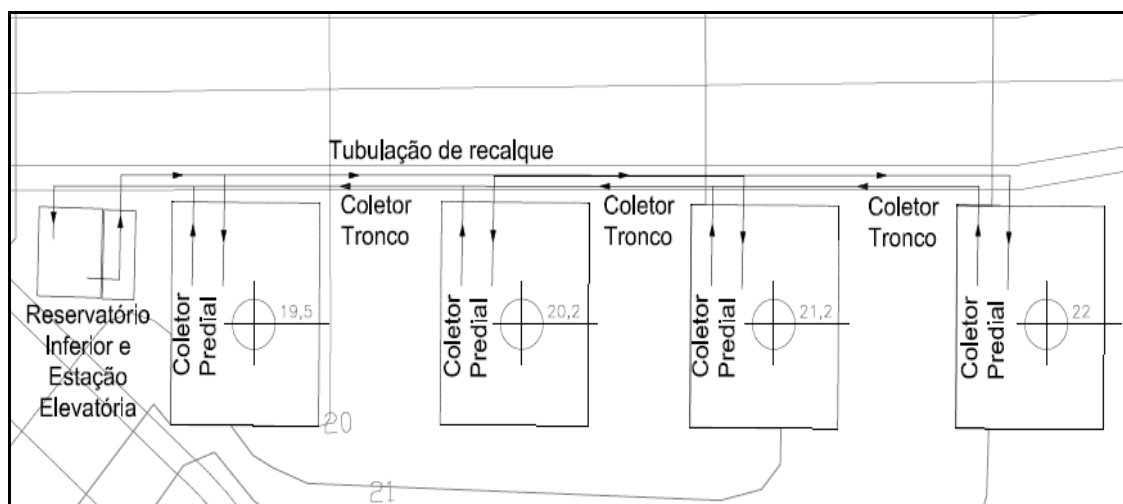 Tubulação de recalque
Coletor
Tronco
Coletor
Tronco
Coletor
Tronco
Reservatório
Inferior e
Estação
Elevatória
Coletor
Predial
19,5
Coletor
Predial
20,2
Coletor
Predial
21,2
Coletor
Predial
22
20
21